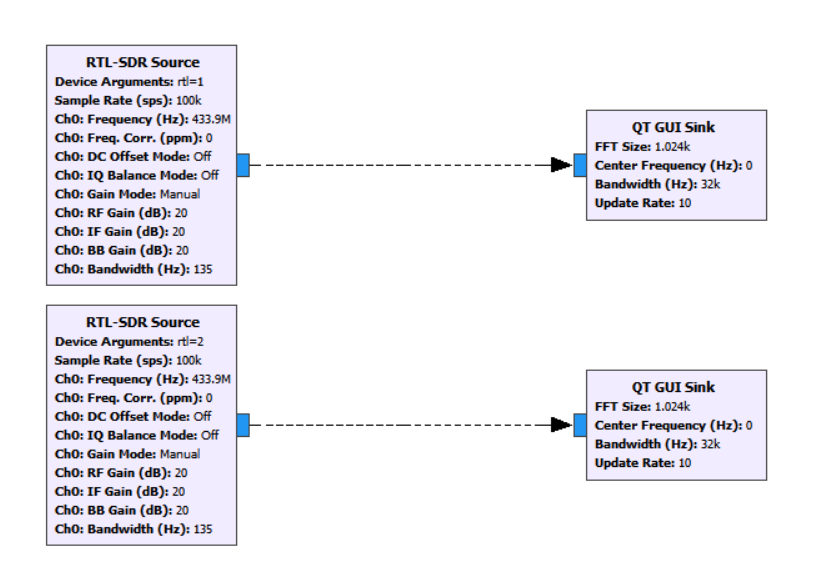 RTL-SDR Source
Device Arguments: rtl=1
Sample Rate (sps): 100k
Ch0: Frequency (Hz): 433.9M
Ch0: Freq. Corr. (ppm): 0
Ch0: DC Offset Mode: Off
Ch0: IQ Balance Mode: Off
Ch0: Gain Mode: Manual
Ch0: RF Gain (dB): 20
Ch0: IF Gain (dB): 20
Ch0: BB Gain (dB): 20
Ch0: Bandwidth (Hz): 135
QT GUI Sink
FFT Size: 1.024k
Center Frequency (Hz): 0
Bandwidth (Hz): 32k
Update Rate: 10
RTL-SDR Source
Device Arguments: rtl=2
Sample Rate (sps): 100k
Ch0: Frequency (Hz): 433.9M
Ch0: Freq. Corr. (ppm): 0
Ch0: DC Offset Mode: Off
Ch0: IQ Balance Mode: Off
Ch0: Gain Mode: Manual
Ch0: RF Gain (dB): 20
Ch0: IF Gain (dB): 20
Ch0: BB Gain (dB): 20
Ch0: Bandwidth (Hz): 135
QT GUI Sink
FFT Size: 1.024k
Center Frequency (Hz): 0
Bandwidth (Hz): 32k
Update Rate: 10